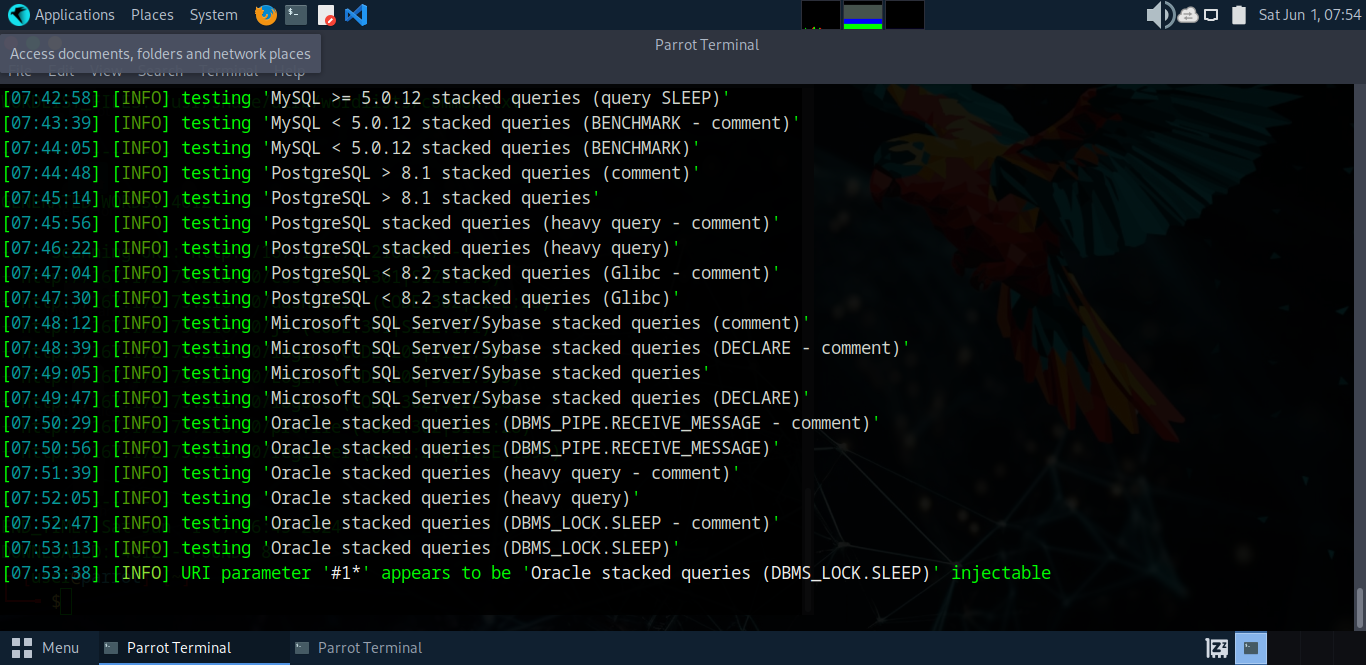 Applications Places System Sat Jun 1, 07:54
Parrot Terminal
Access documents, folders and network places
File Edit View Search Terminal Help
[07:42:58] [INFO] testing 'MySQL >= 5.0.12 stacked queries (query SLEEP)'
[07:43:39] [INFO] testing 'MySQL < 5.0.12 stacked queries (BENCHMARK - comment)'
[07:44:05] [INFO] testing 'MySQL < 5.0.12 stacked queries (BENCHMARK)'
[07:44:48] [INFO] testing 'PostgreSQL > 8.1 stacked queries (comment)'
[07:45:14] [INFO] testing 'PostgreSQL > 8.1 stacked queries'
[07:45:56] [INFO] testing 'PostgreSQL stacked queries (heavy query - comment)'
[07:46:22] [INFO] testing 'PostgreSQL stacked queries (heavy query)'
[07:47:04] [INFO] testing 'PostgreSQL < 8.2 stacked queries (Glibc - comment)'
[07:47:30] [INFO] testing 'PostgreSQL < 8.2 stacked queries (Glibc)'
[07:48:12] [INFO] testing 'Microsoft SQL Server/Sybase stacked queries (comment)'
[07:48:39] [INFO] testing 'Microsoft SQL Server/Sybase stacked queries (DECLARE - comment)'
[07:49:05] [INFO] testing 'Microsoft SQL Server/Sybase stacked queries'
[07:49:47] [INFO] testing 'Microsoft SQL Server/Sybase stacked queries (DECLARE)'
[07:50:29] [INFO] testing 'Oracle stacked queries (DBMS_PIPE.RECEIVE_MESSAGE - comment)'
[07:50:56] [INFO] testing 'Oracle stacked queries (DBMS_PIPE.RECEIVE_MESSAGE)'
[07:51:39] [INFO] testing 'Oracle stacked queries (heavy query - comment)'
[07:52:05] [INFO] testing 'Oracle stacked queries (heavy query)'
[07:52:47] [INFO] testing 'Oracle stacked queries (DBMS_LOCK.SLEEP - comment)'
[07:53:13] [INFO] testing 'Oracle stacked queries (DBMS_LOCK.SLEEP)'
[07:53:38] [INFO] URI parameter '#1*' appears to be 'Oracle stacked queries (DBMS_LOCK.SLEEP)' injectable
$
Menu Parrot Terminal Parrot Terminal